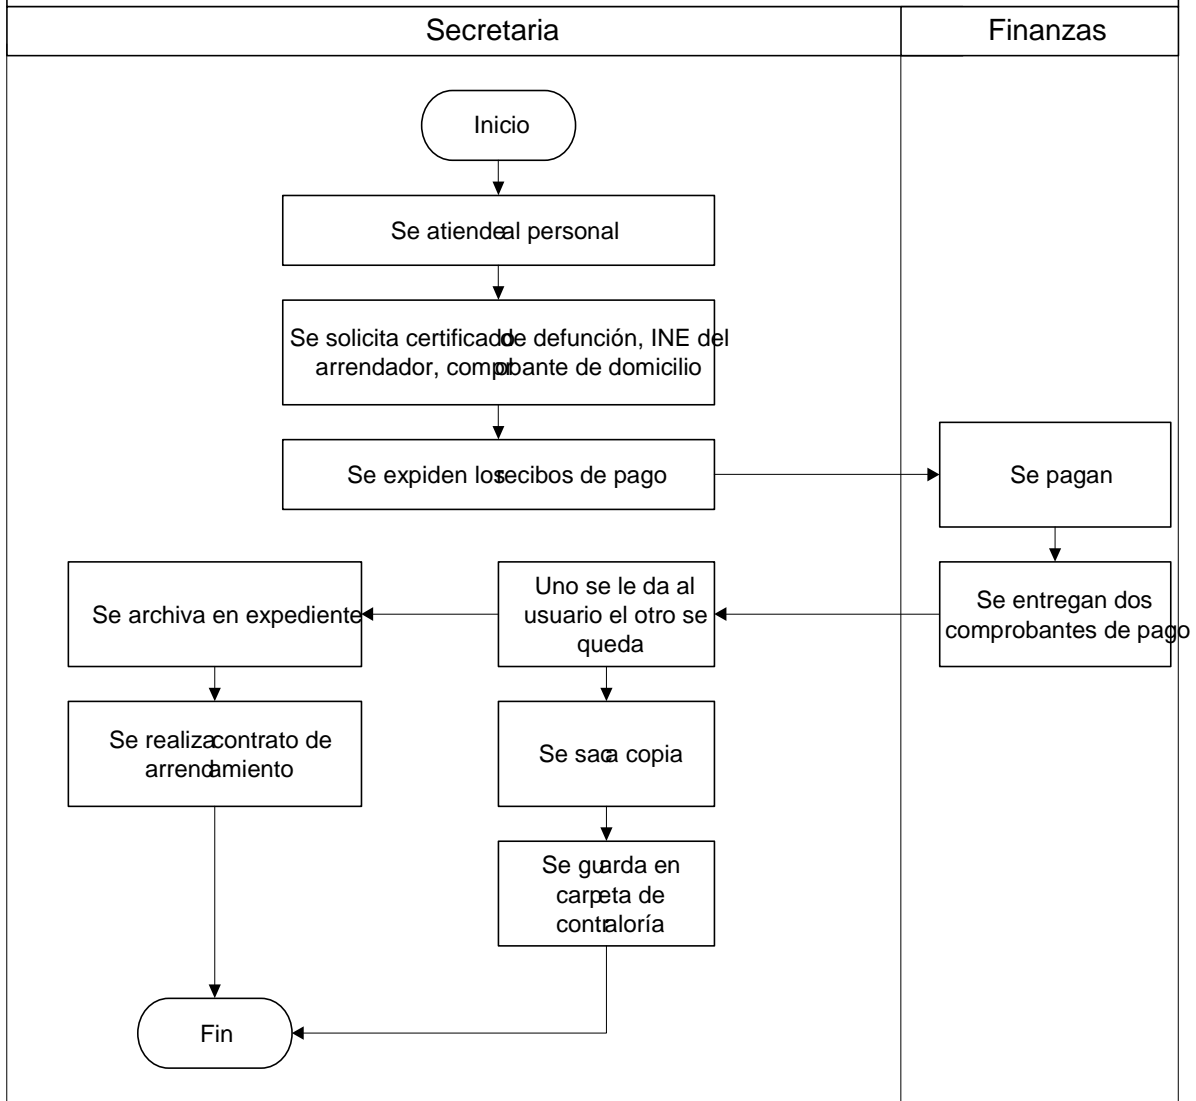 Secretaria
Finanzas
Inicio
Se atiende al personal
Se solicita certificado de defunción, INE del
arrendador, comprobante de domicilio
Se expiden los recibos de pago
Se pagan
Se archiva en expediente
Uno se le da al
usuario el otro se
queda
Se entregan dos
comprobantes de pago
Se realiza contrato de
arrendamiento
Se saca copia
Se guarda en
carpeta de
contraloría
Fin